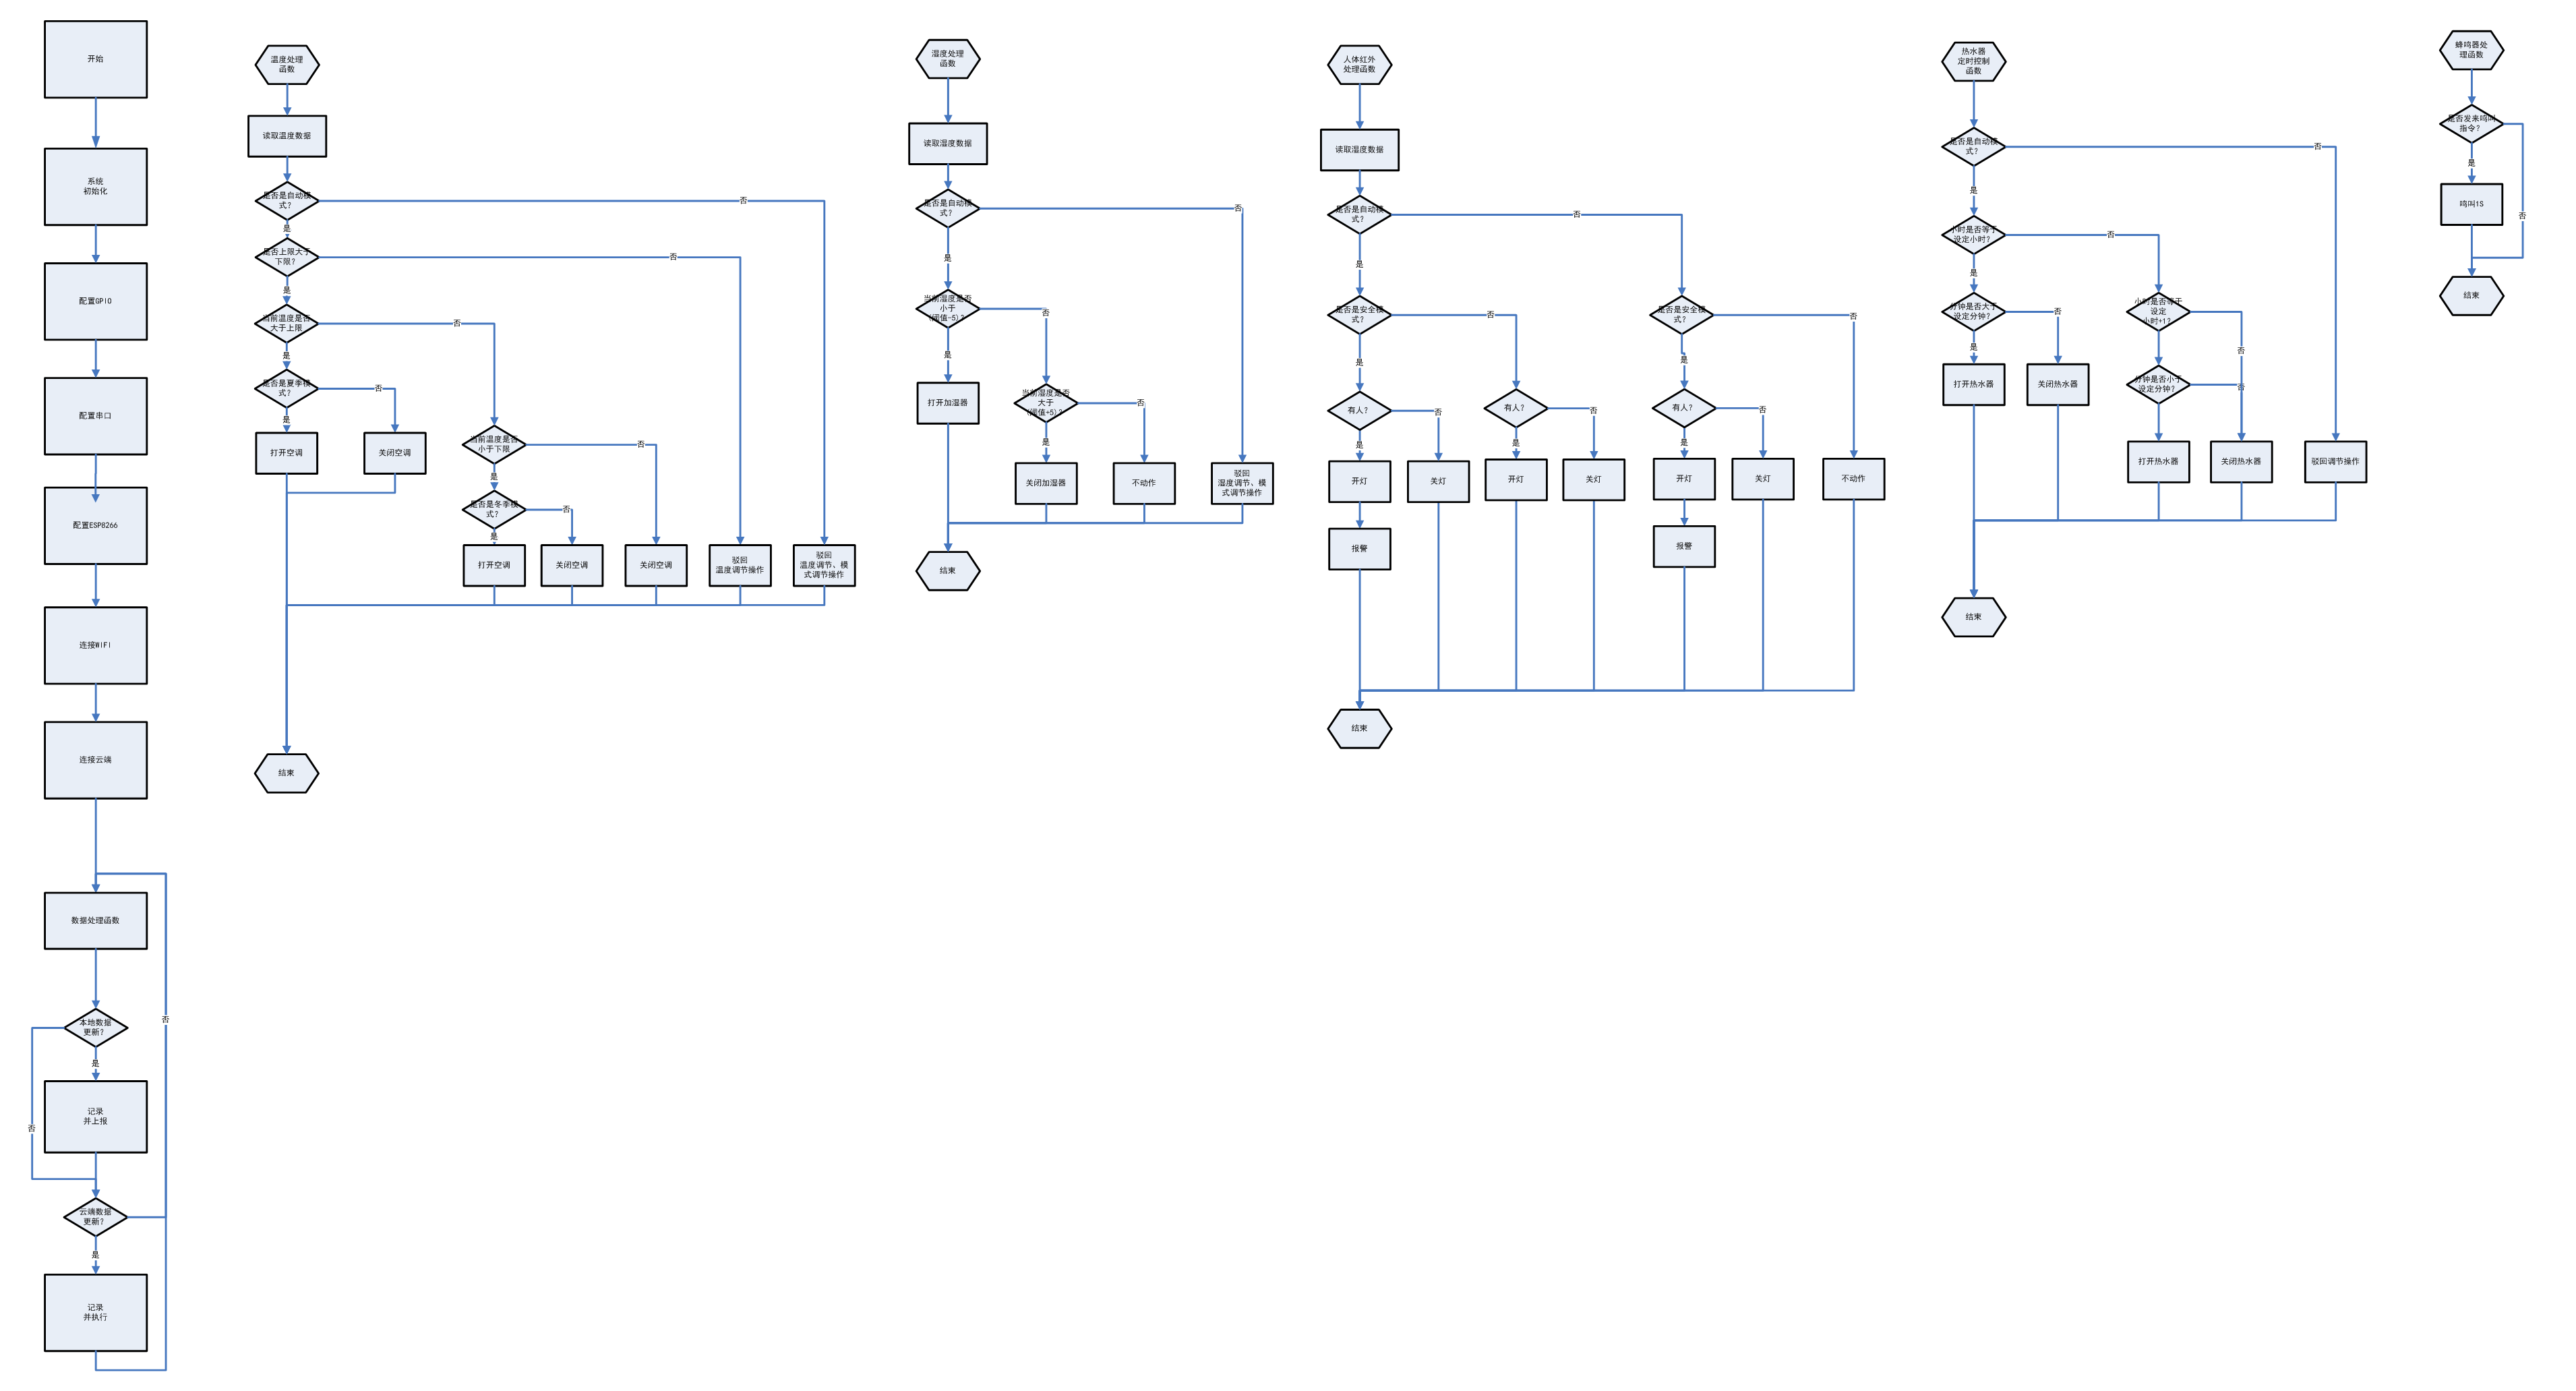 开始
系统
初始化
配置GPIO
配置串口
配置ESP8266
连接WIFI
连接云端
数据处理函数
本地数据
更新?
是
否
记录
并上报
云端数据
更新?
否
是
记录
并执行
温度处理
函数
读取温度数据
是否是自动模
式?
否
是
是否上限大于
下限?
否
是
当前温度是否
大于上限
否
是
是否是夏季模
式?
否
是
打开空调
关闭空调
当前温度是否
小于下限
否
是
是否是冬季模
式?
否
是
打开空调
关闭空调
关闭空调
驳回
温度调节操作
驳回
温度调节、模
式调节操作
结束
湿度处理
函数
读取湿度数据
是否是自动模
式?
否
是
当前湿度是否
小于
(阈值-5)?
否
是
打开加湿器
当前湿度是否
大于
(阈值+5)?
否
是
关闭加湿器
不动作
驳回
湿度调节、模
式调节操作
结束
人体红外
处理函数
读取湿度数据
是否是自动模
式?
否
是
是否是安全模
式?
否
是
是否是安全模
式?
否
是
有人?
否
是
有人?
否
是
有人?
否
是
开灯
关灯
开灯
关灯
开灯
关灯
不动作
报警
报警
结束
热水器
定时控制
函数
是否是自动模
式?
否
是
小时是否等于
设定小时?
否
是
分钟是否大于
设定分钟?
否
是
小时是否等于
设定
小时+1?
否
分钟是否小于
设定分钟?
否
打开热水器
关闭热水器
打开热水器
关闭热水器
驳回调节操作
结束
蜂鸣器处
理函数
是否发来鸣叫
指令?
是
否
鸣叫1S
结束